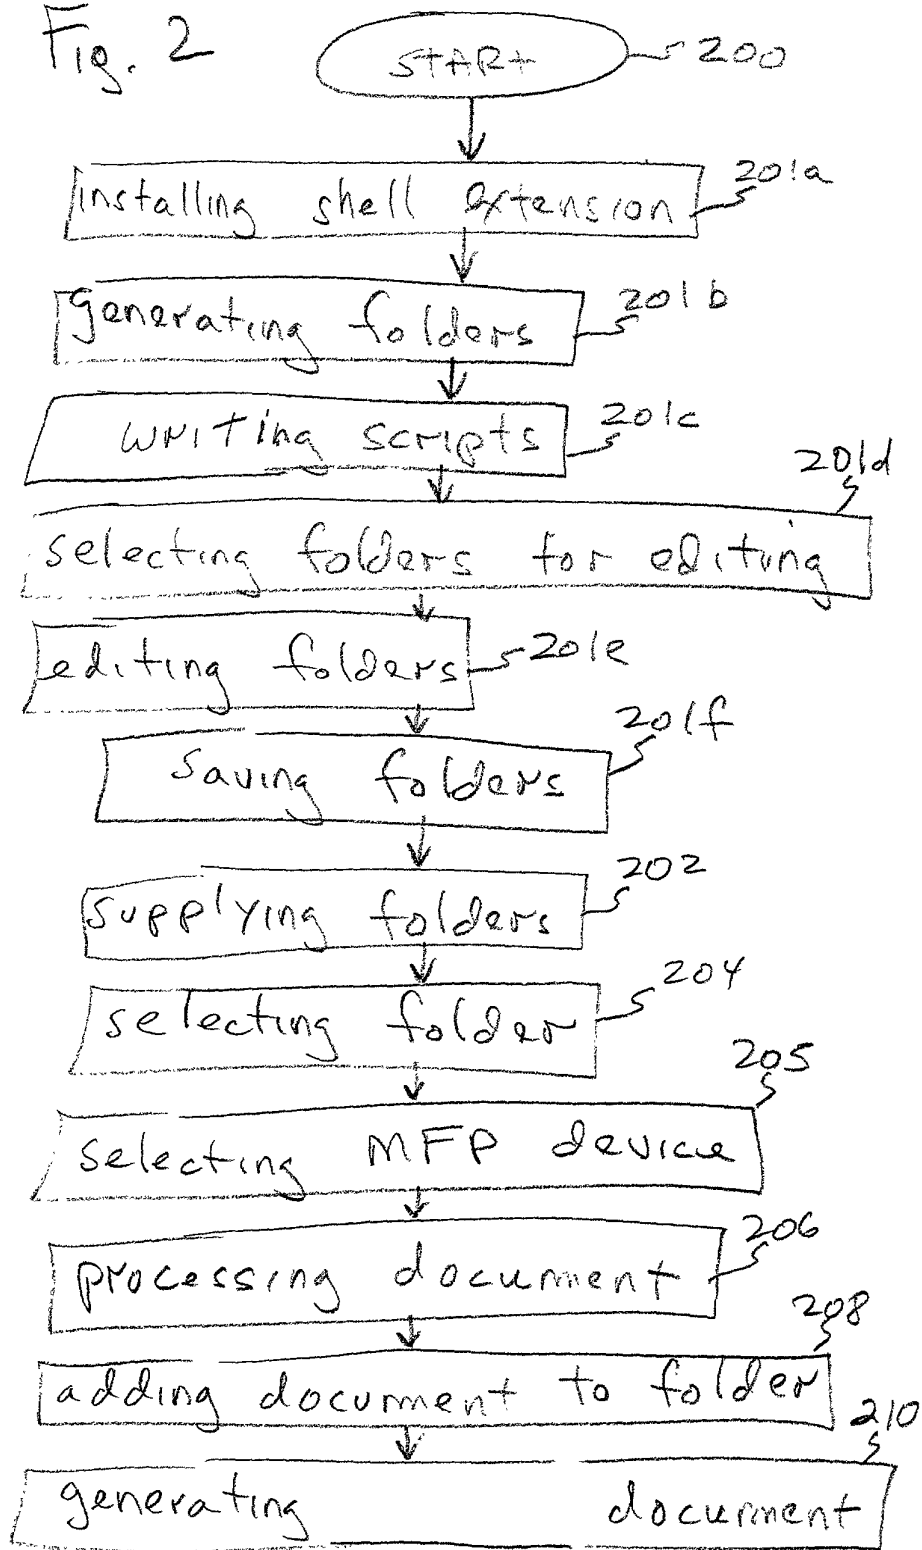 Fig. 2
START 200
installing shell extension 201a
generating folders 201b
writing scripts 201c
201d
selecting folders for editing
editing folders 201e
201f
saving folders
202
supplying folders
204
selecting folder
205
selecting MFP device
206
processing document
208
adding document to folder
210
generating document